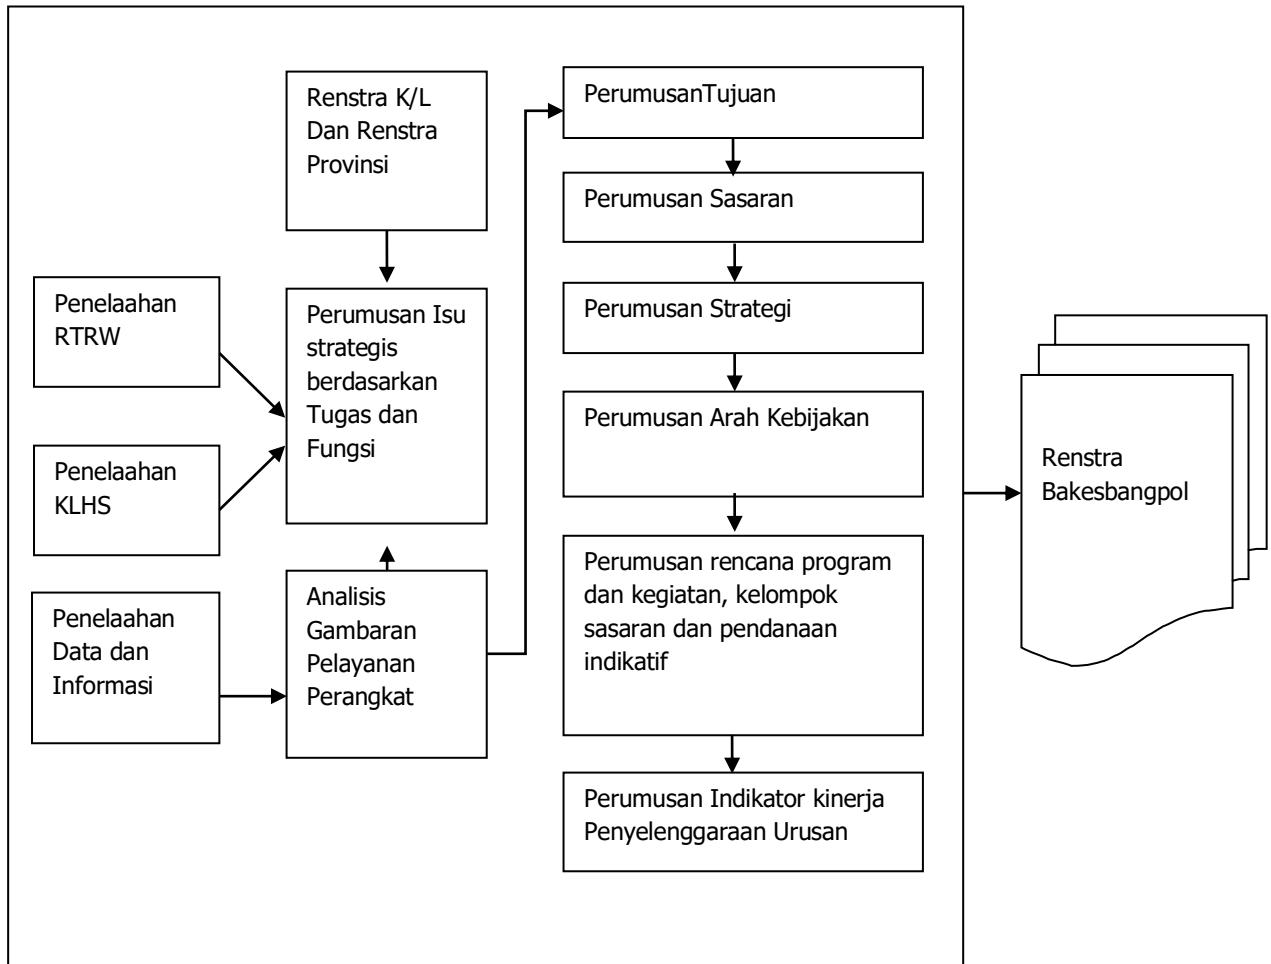 Renstra K/L
Dan Renstra
Provinsi
Penelaahan
RTRW
Penelaahan
KLHS
Penelaahan
Data dan
Informasi
Perumusan Isu
strategis
berdasarkan
Tugas dan
Fungsi
Analisis
Gambaran
Pelayanan
Perangkat
PerumusanTujuan
Perumusan Sasaran
Perumusan Strategi
Perumusan Arah Kebijakan
Perumusan rencana program
dan kegiatan, kelompok
sasaran dan pendanaan
indikatif
Perumusan Indikator kinerja
Penyelenggaraan Urusan
Renstra
Bakesbangpol